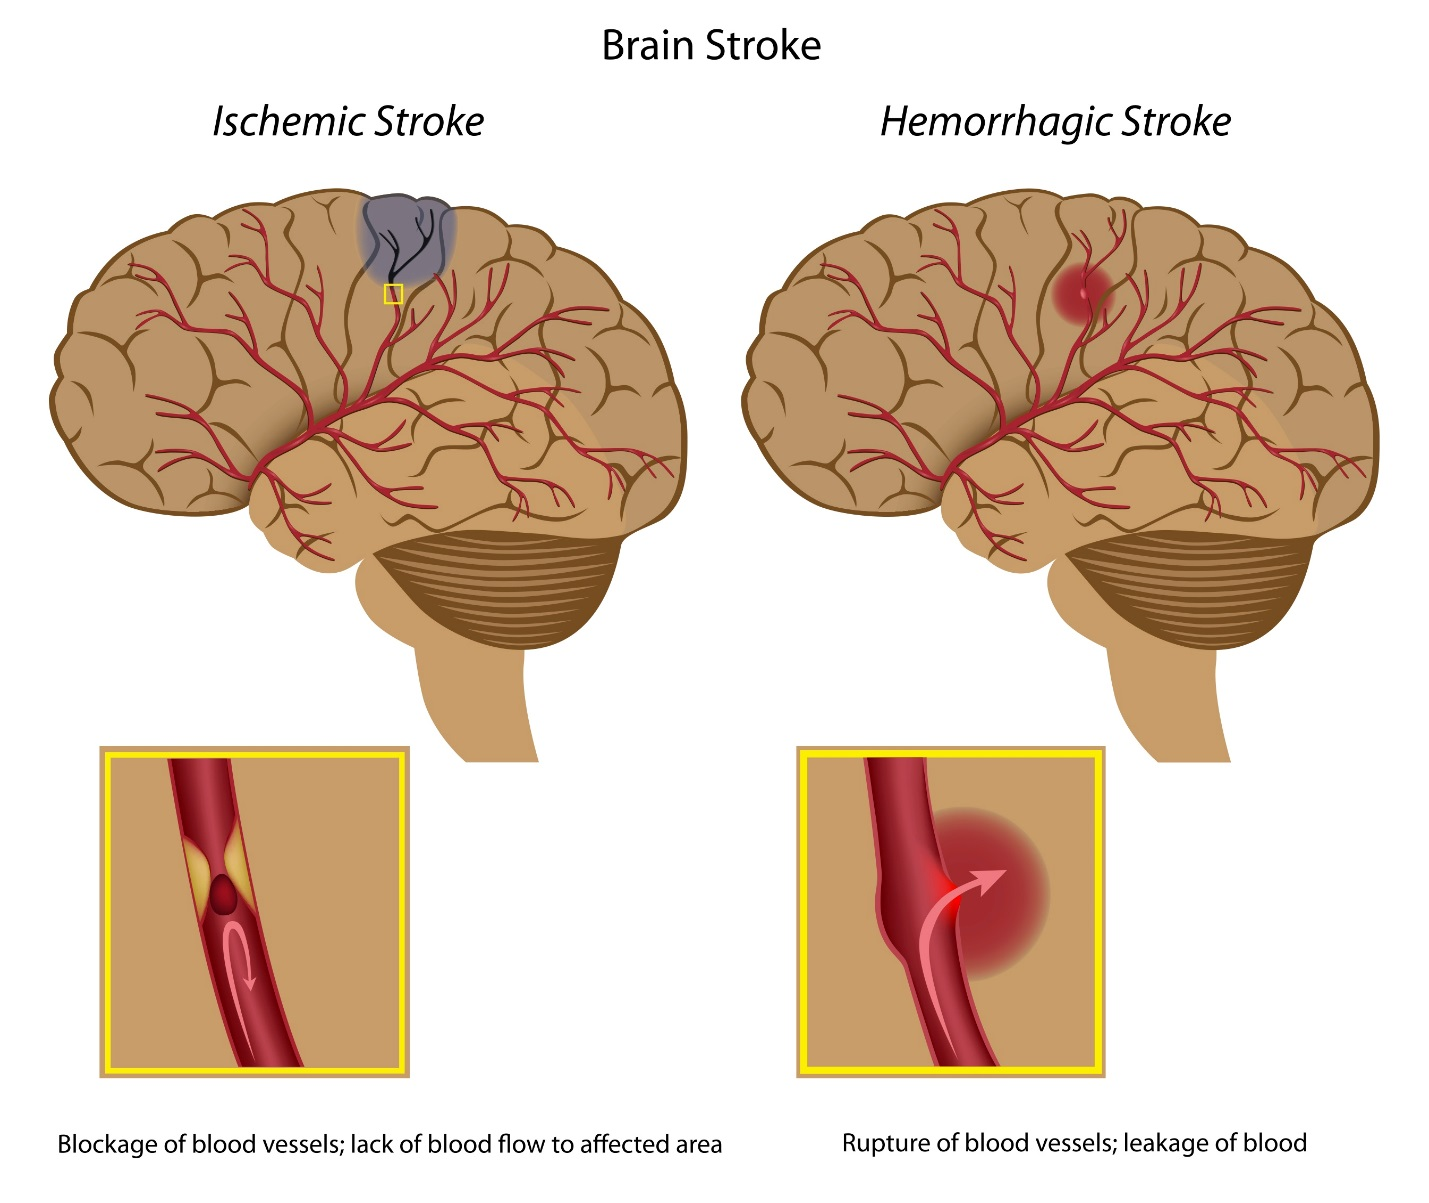 Brain Stroke
Ischemic Stroke
Hemorrhagic Stroke
Blockage of blood vessels; lack of blood flow to affected area
Rupture of blood vessels; leakage of blood